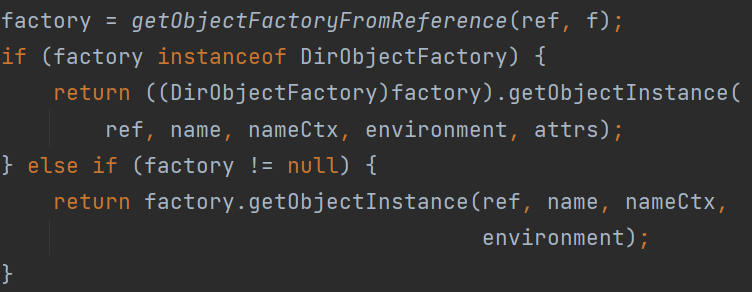 factory = getObjectFactoryFromReference(ref, f);
if (factory instanceof DirObjectFactory) {
    return ((DirObjectFactory)factory).getObjectInstance(
        ref, name, nameCtx, environment, attrs);
} else if (factory != null) {
    return factory.getObjectInstance(ref, name, nameCtx,
                                     environment);
}